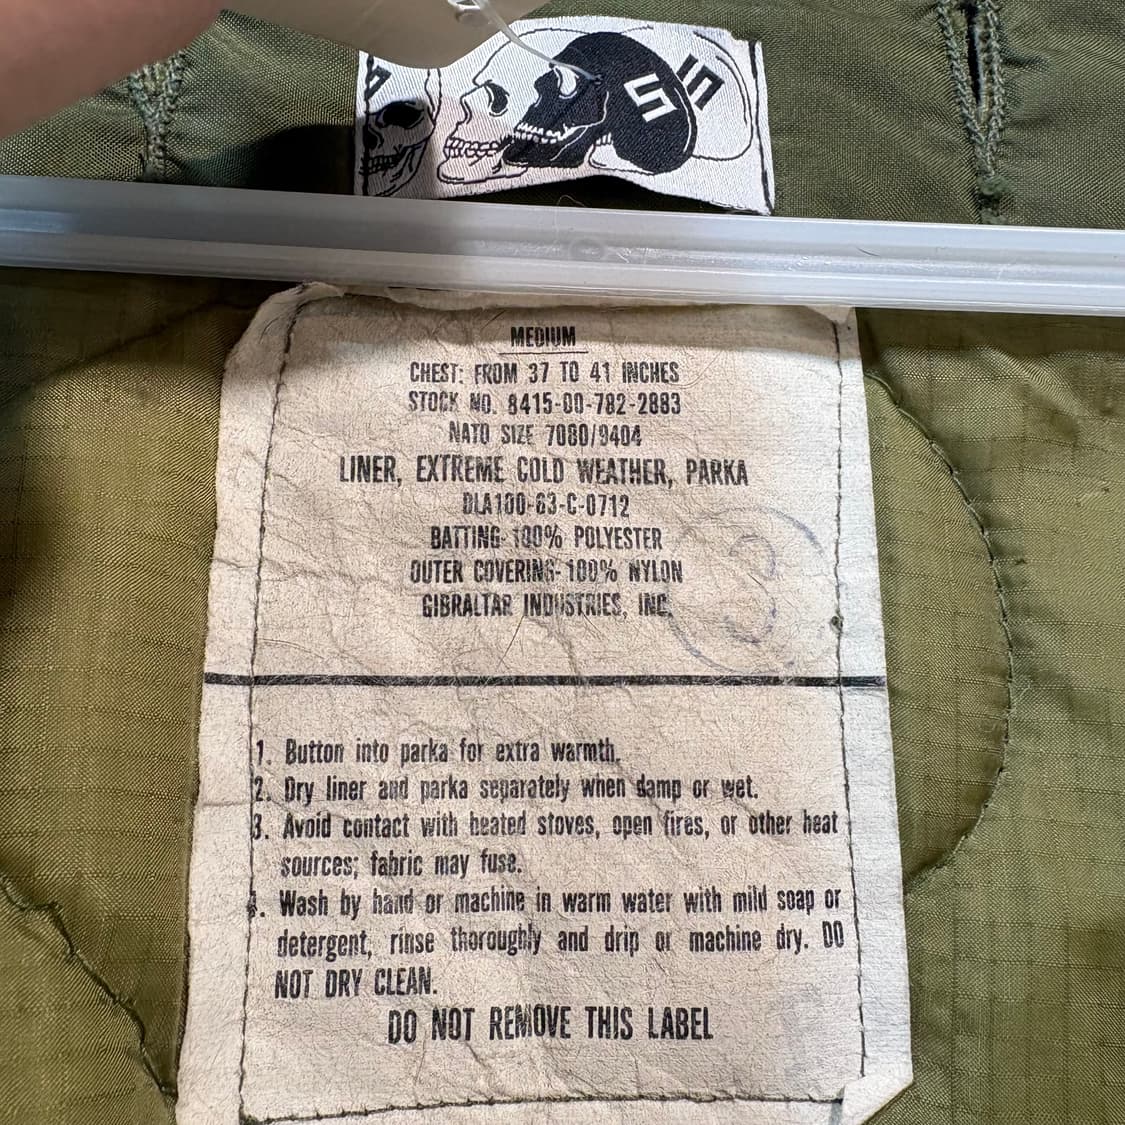 5
5
MEDIUM
CHEST: FROM 37 TO 41 INCHES
STOCK NO. 8415-00-782-2883
NATO SIZE 7080/9404
LINER, EXTREME COLD WEATHER, PARKA
DLA100-83-C-0712
BATTING- 100% POLYESTER
OUTER COVERING- 100% NYLON
GIBRALTAR INDUSTRIES, INC.
3
1. Button into parka for extra warmth.
2. Dry liner and parka separately when damp or wet.
3. Avoid contact with heated stoves, open fires, or other heat
sources; fabric may fuse.
4. Wash by hand or machine in warm water with mild soap or
detergent, rinse thoroughly and drip or machine dry. DO
NOT DRY CLEAN.
DO NOT REMOVE THIS LABEL